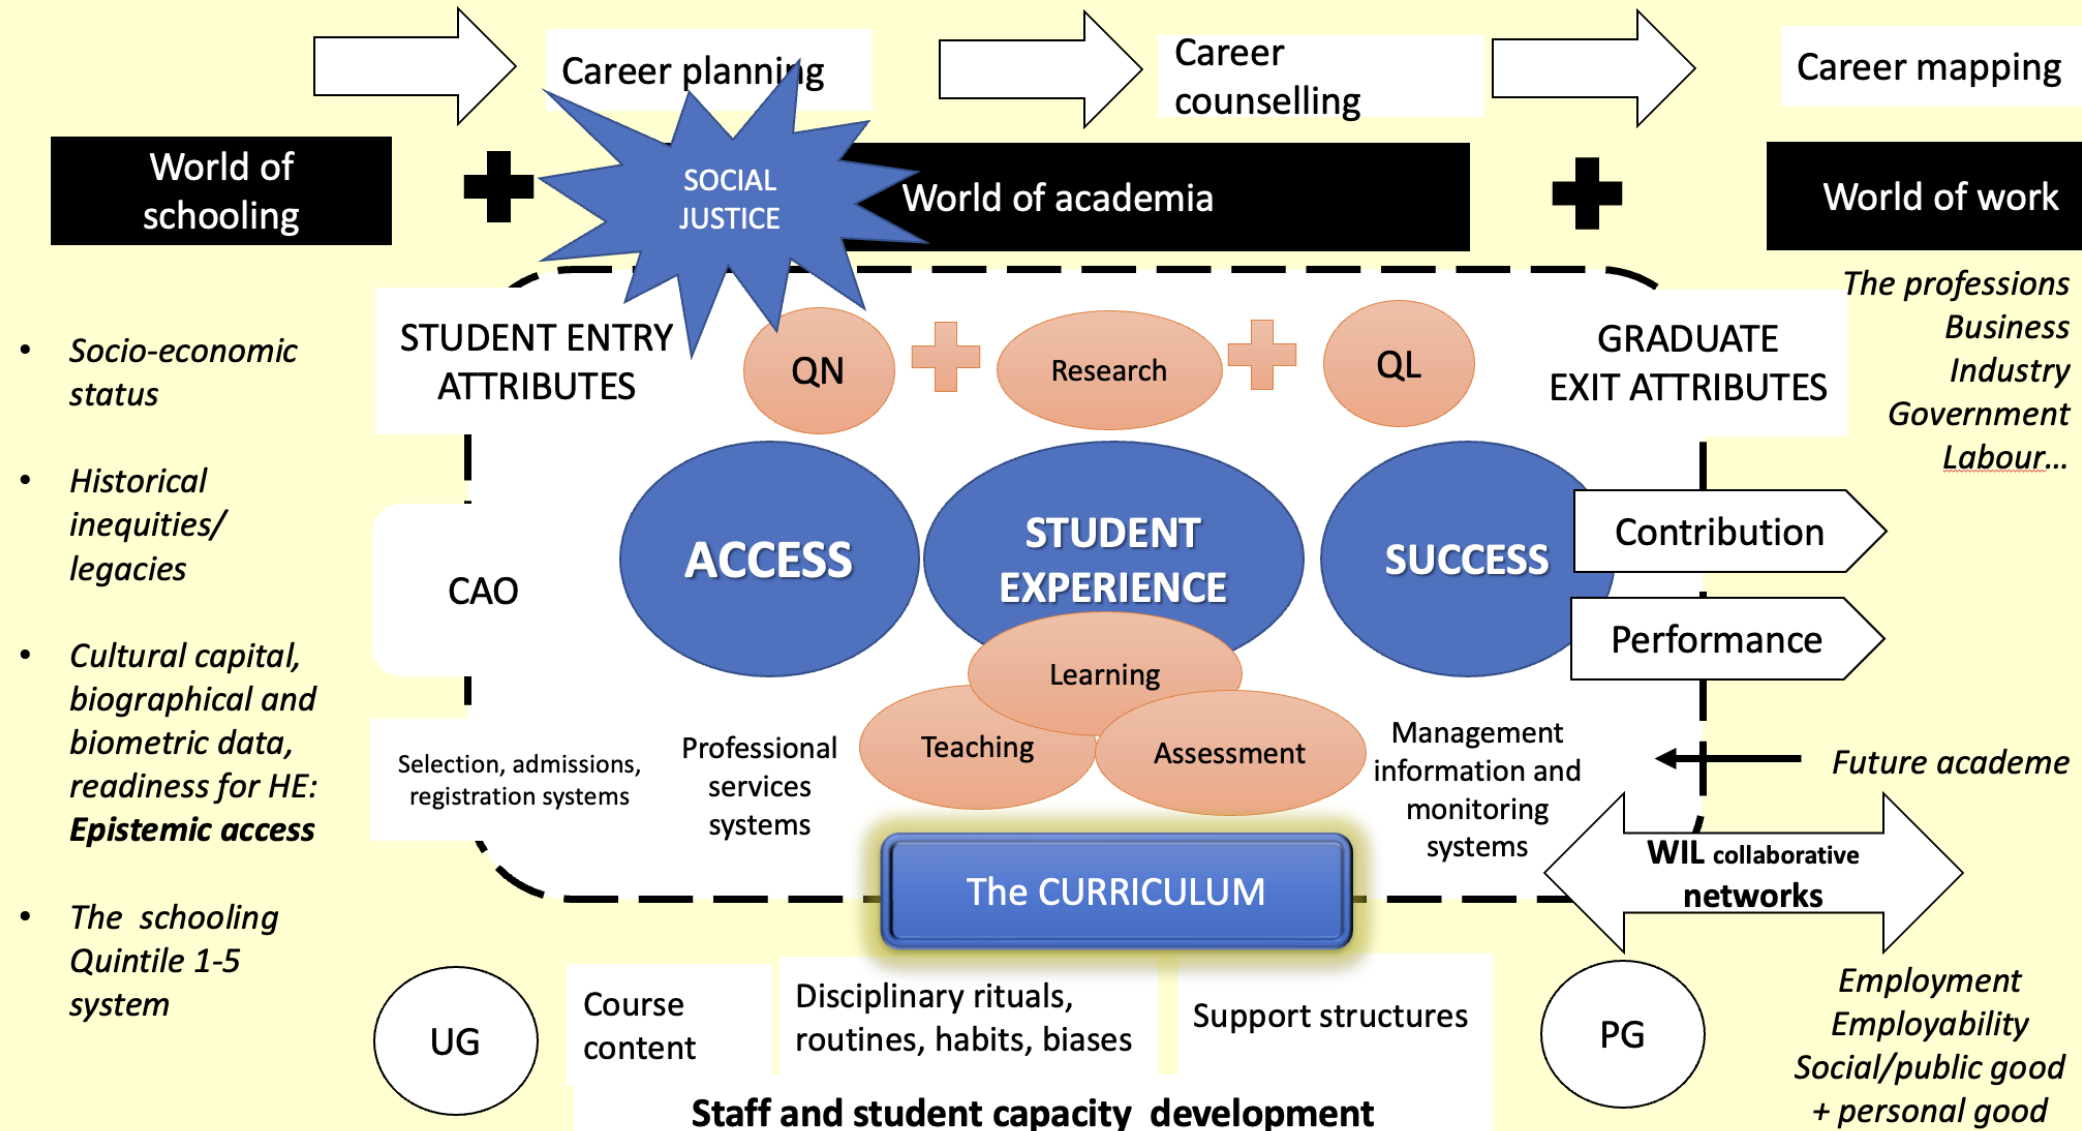 Career planning
Career
counselling
Career mapping
World of
schooling
SOCIAL
JUSTICE
World of academia
World of work
• Socio-economic
status
• Historical
inequities/
legacies
• Cultural capital,
biographical and
biometric data,
readiness for HE:
Epistemic access
• The  schooling
Quintile 1-5
system
STUDENT ENTRY
ATTRIBUTES
QN
Research
QL
GRADUATE
EXIT ATTRIBUTES
The professions
Business
Industry
Government
Labour...
CAO
ACCESS
STUDENT
EXPERIENCE
SUCCESS
Contribution
Performance
Learning
Teaching
Assessment
Selection, admissions,
registration systems
Professional
services
systems
Management
information and
monitoring
systems
Future academe
WIL collaborative
networks
The CURRICULUM
UG
Course
content
Disciplinary rituals,
routines, habits, biases
Support structures
PG
Employment
Employability
Social/public good
+ personal good
Staff and student capacity  development